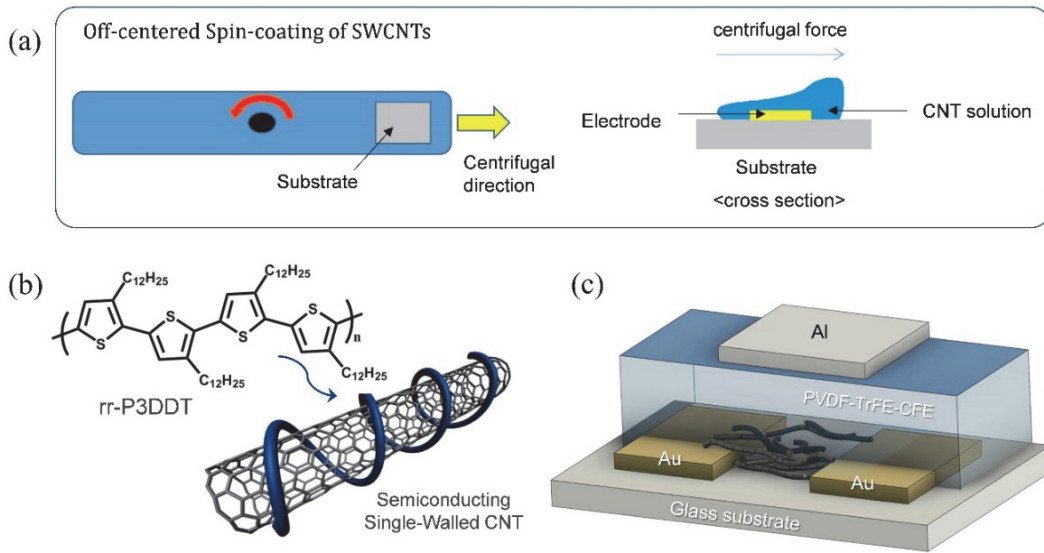 (a)
Off-centered Spin-coating of SWCNTs
Substrate
Centrifugal
direction
centrifugal force
Electrode
CNT solution
Substrate
<cross section>
(b)
C12H25
C12H25
S
S
S
S
n
C12H25
C12H25
rr-P3DDT
Semiconducting
Single-Walled CNT
(c)
Al
PVDF-TrFE-CFE
Au
Au
Glass substrate